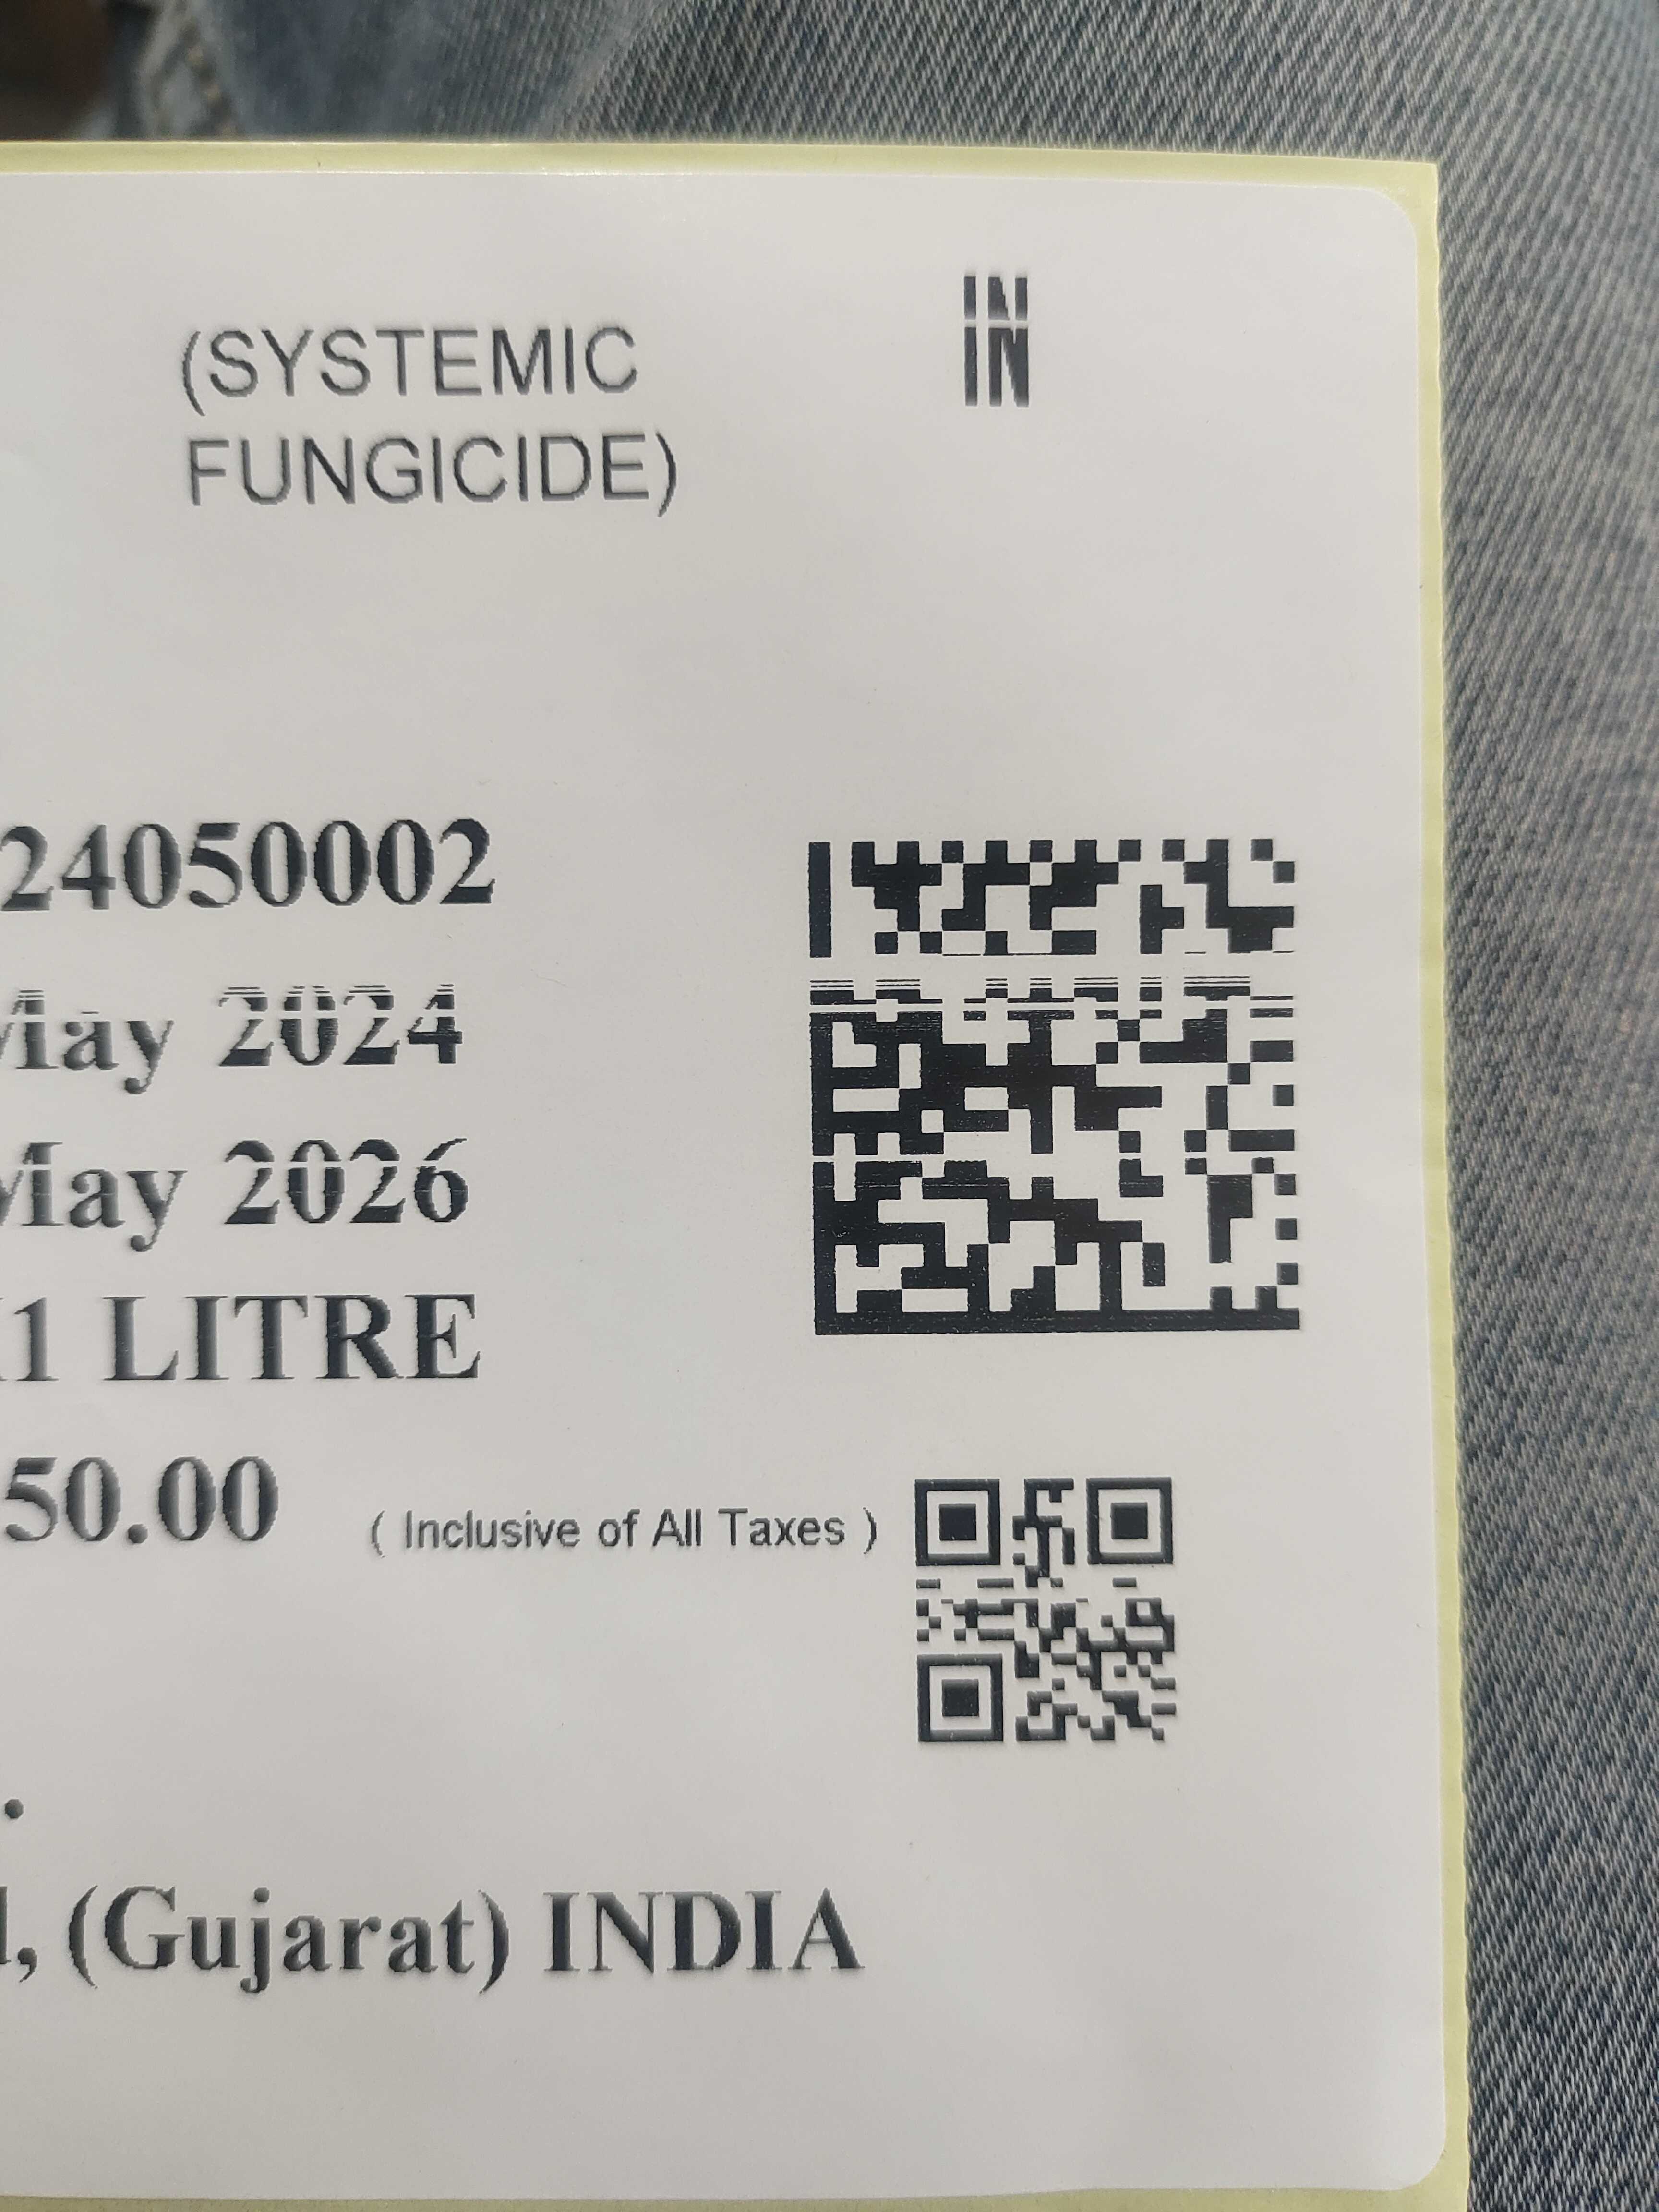 (SYSTEMIC
FUNGICIDE)
IN
24050002
May 2024
May 2026
1 LITRE
50.00 ( Inclusive of All Taxes )
.
, (Gujarat) INDIA